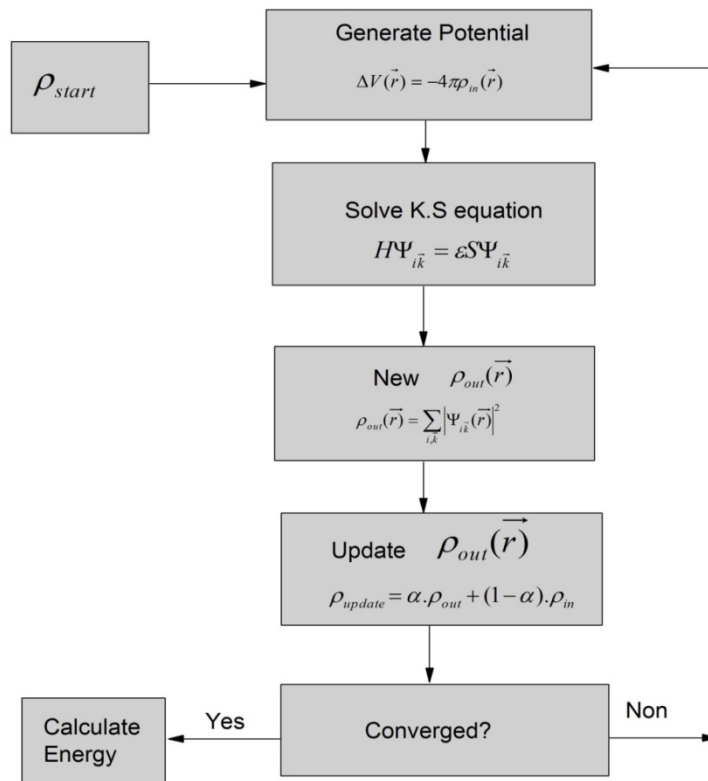 Generate Potential
ρ_start
ΔV(r⃗) = −4πρ_in(r⃗)
Solve K.S equation
HΨ_ik⃗ = εSΨ_ik⃗
New ρ_out(r⃗)
ρ_out(r⃗) = ∑_i,k⃗ |Ψ_ik⃗(r⃗)|²
Update ρ_out(r⃗)
ρ_update = α.ρ_out + (1−α).ρ_in
Calculate
Energy
Yes
Converged?
Non